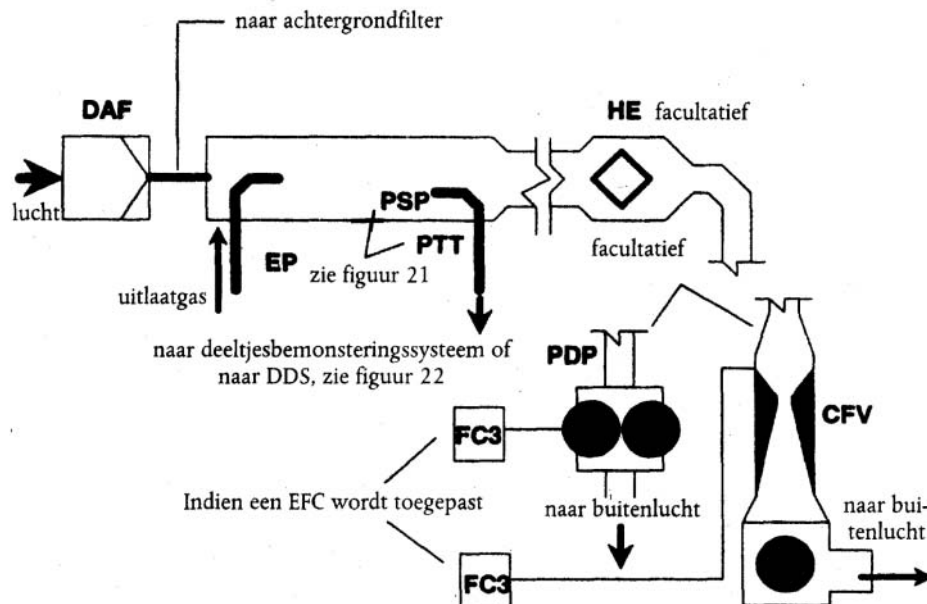 naar achtergrondfilter
DAF
HE facultatief
lucht
PSP
PTT
EP
zie figuur 21
facultatief
uitlaatgas
naar deeltjesbemonsteringssysteem of
naar DDS, zie figuur 22
PDP
CFV
FC3
Indien een EFC wordt toegepast
naar buitenlucht
naar bui-
tenlucht
FC3